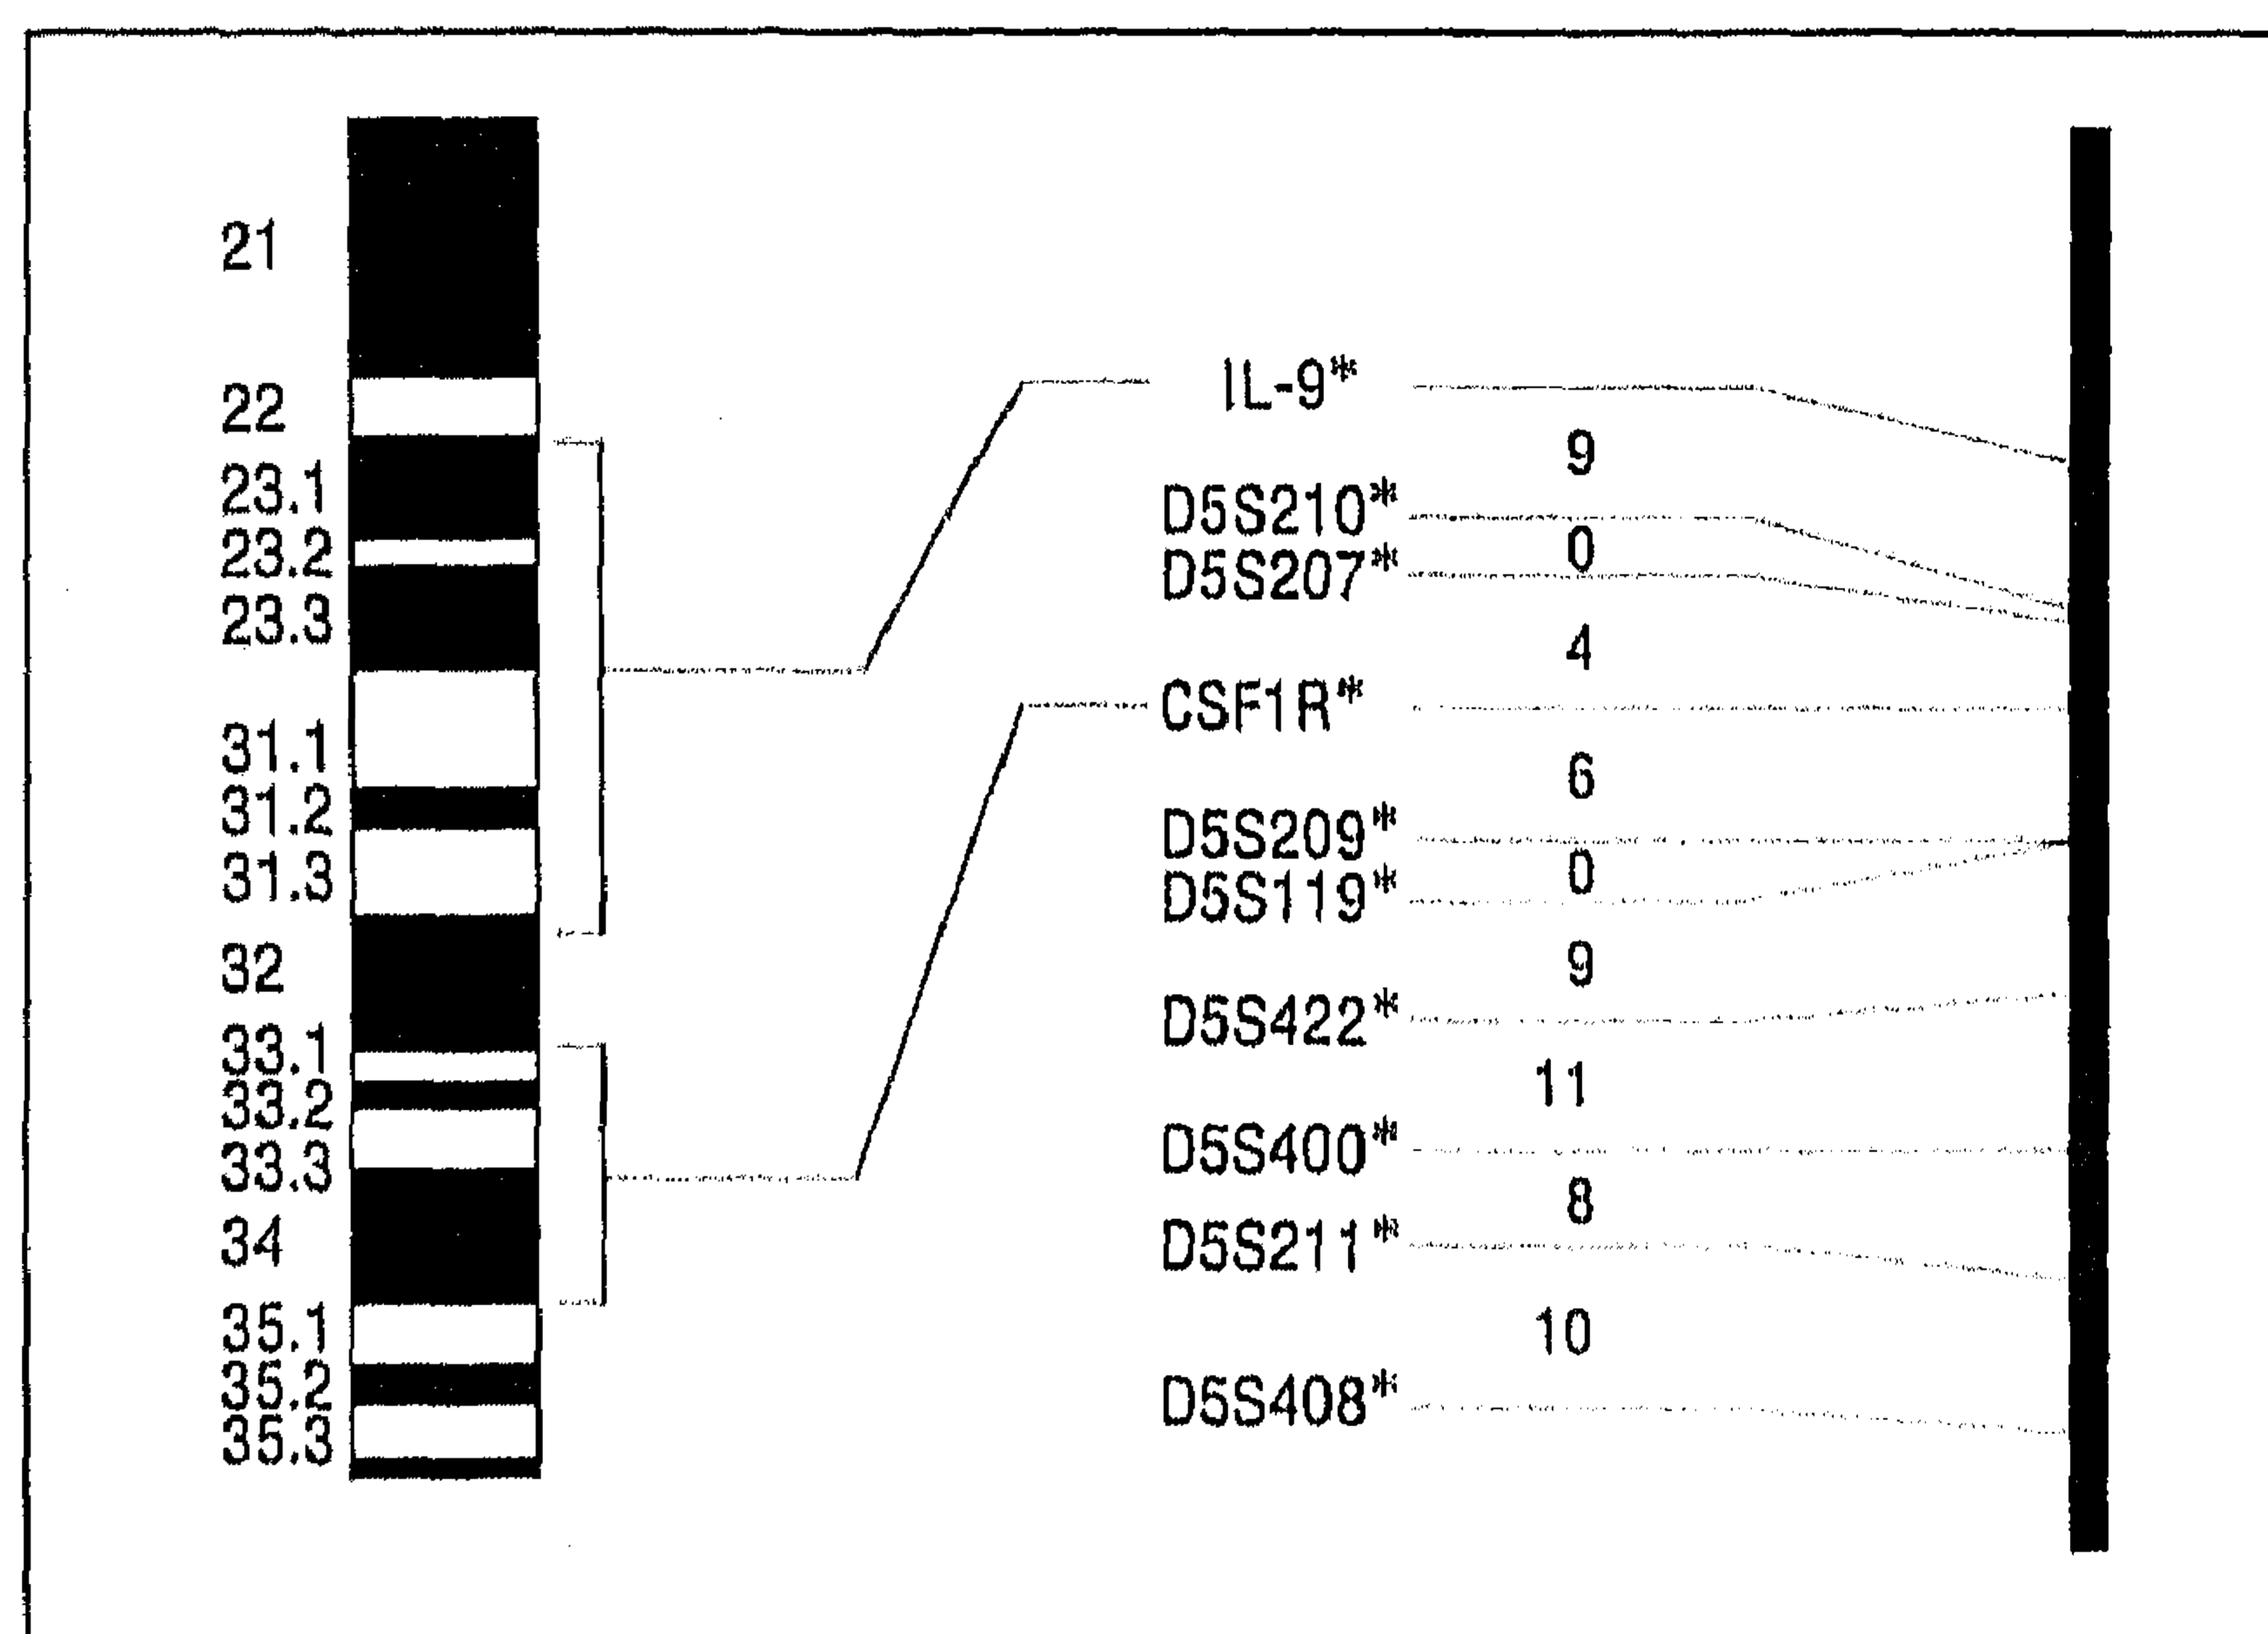 21
22
23.1
23.2
23.3
31.1
31.2
31.3
32
33.1
33.2
33.3
34
35.1
35.2
35.3
IL-9*
9
D5S210*
0
D5S207*
4
CSF1R*
6
D5S209*
0
D5S119*
9
D5S422*
11
D5S400*
8
D5S211*
10
D5S408*